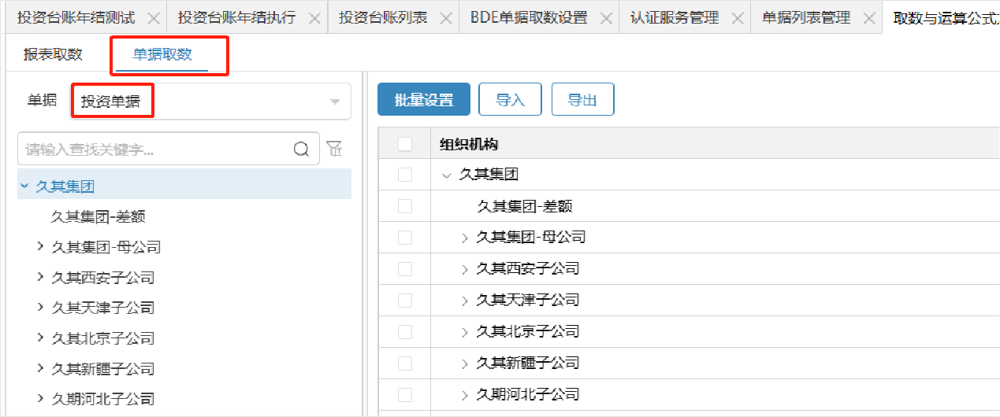 投资台账年结测试 投资台账年结执行 投资台账列表 BDE单据取数设置 认证服务管理 单据列表管理 取数与运算公式
报表取数 单据取数
单据 投资单据
请输入查找关键字...
久其集团
久其集团-差额
久其集团-母公司
久其西安子公司
久其天津子公司
久其北京子公司
久其新疆子公司
久期河北子公司
批量设置 导入 导出
组织机构
久其集团
久其集团-差额
久其集团-母公司
久其西安子公司
久其天津子公司
久其北京子公司
久其新疆子公司
久期河北子公司